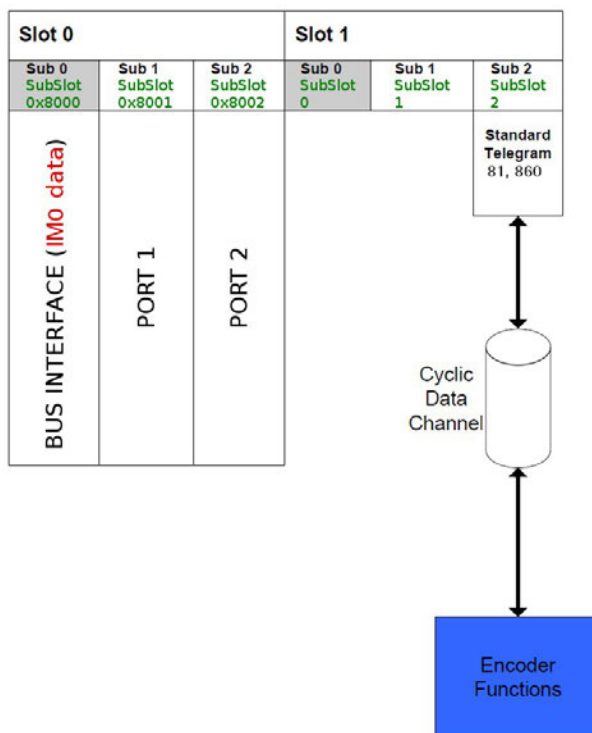 Slot 0
Slot 1
Sub 0
SubSlot
0x8000
Sub 1
SubSlot
0x8001
Sub 2
SubSlot
0x8002
Sub 0
SubSlot
0
Sub 1
SubSlot
1
Sub 2
SubSlot
2
BUS INTERFACE (IM0 data)
PORT 1
PORT 2
Standard
Telegram
81, 860
Cyclic
Data
Channel
Encoder
Functions